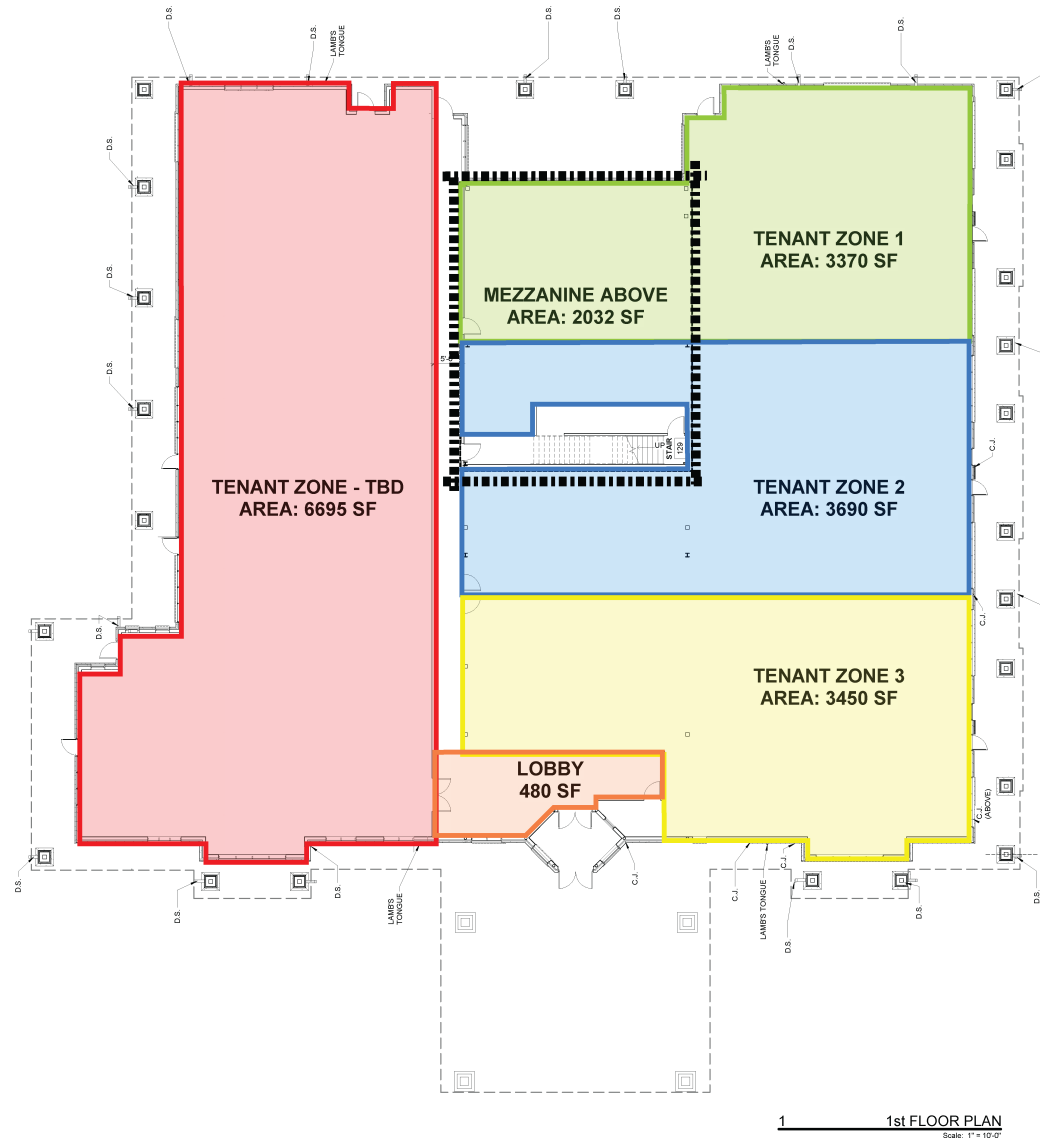 D.S.
D.S.
LAMB'S
TONGUE
D.S.
D.S.
LAMB'S
TONGUE
D.S.
D.S.
D.S.
D.S.
D.S.
TENANT ZONE 1
AREA: 3370 SF
MEZZANINE ABOVE
AREA: 2032 SF
UP
STAIR
129
C.J.
TENANT ZONE - TBD
AREA: 6695 SF
TENANT ZONE 2
AREA: 3690 SF
D.S.
C.J.
TENANT ZONE 3
AREA: 3450 SF
LOBBY
480 SF
C.J.
(ABOVE)
D.S.
D.S.
D.S.
LAMB'S
TONGUE
C.J.
C.J.
LAMB'S TONGUE
C.J.
D.S.
D.S.
D.S.
1
1st FLOOR PLAN
Scale: 1" = 10'-0"